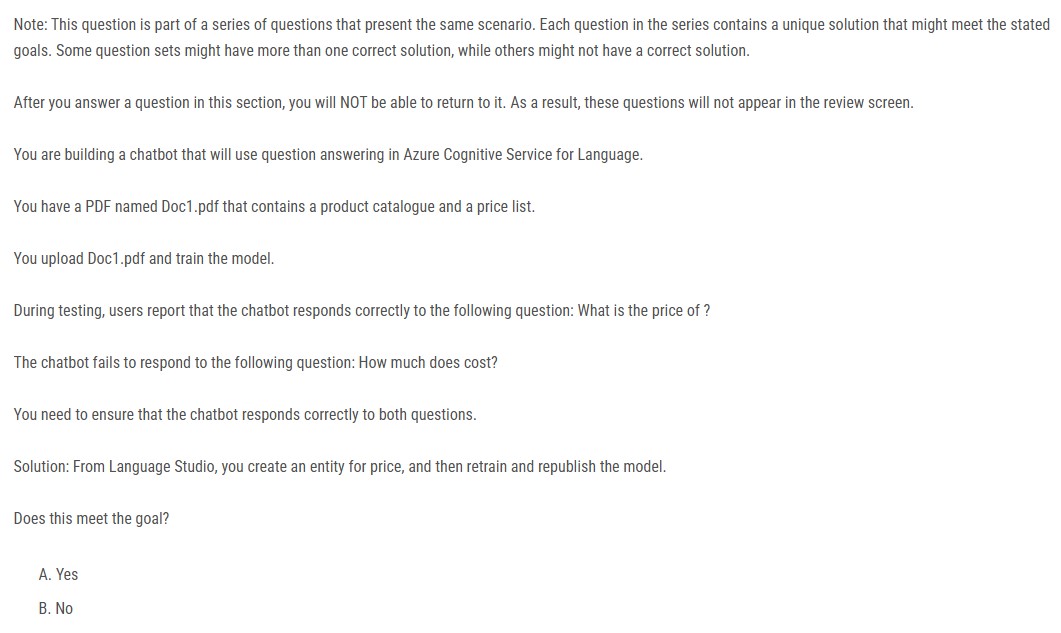 Note: This question is part of a series of questions that present the same scenario. Each question in the series contains a unique solution that might meet the stated
goals. Some question sets might have more than one correct solution, while others might not have a correct solution.
After you answer a question in this section, you will NOT be able to return to it. As a result, these questions will not appear in the review screen.
You are building a chatbot that will use question answering in Azure Cognitive Service for Language.
You have a PDF named Doc1.pdf that contains a product catalogue and a price list.
You upload Doc1.pdf and train the model.
During testing, users report that the chatbot responds correctly to the following question: What is the price of ?
The chatbot fails to respond to the following question: How much does cost?
You need to ensure that the chatbot responds correctly to both questions.
Solution: From Language Studio, you create an entity for price, and then retrain and republish the model.
Does this meet the goal?
A. Yes
B. No